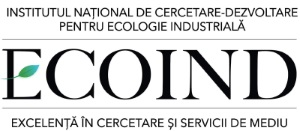 INSTITUTUL NAȚIONAL DE CERCETARE-DEZVOLTARE
PENTRU ECOLOGIE INDUSTRIALĂ
ECOIND
EXCELENȚĂ ÎN CERCETARE ȘI SERVICII DE MEDIU